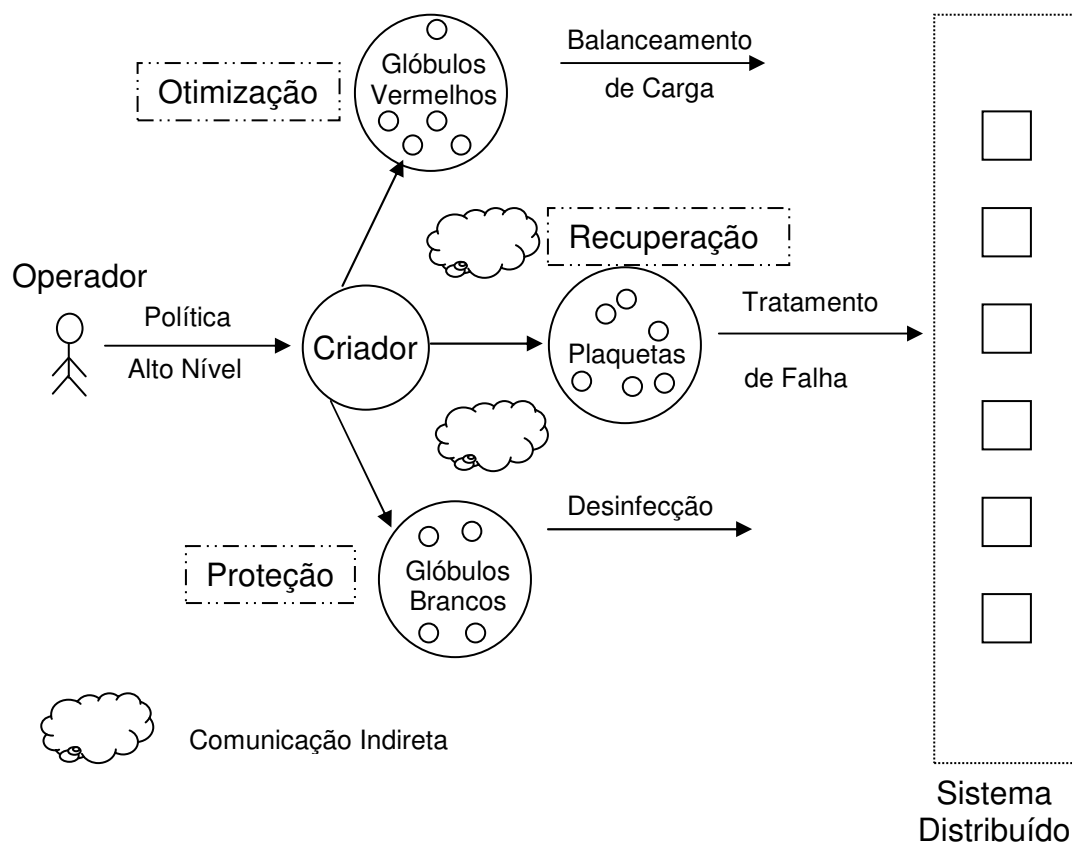 Glóbulos
Vermelhos
Balanceamento
de Carga
Otimização
Recuperação
Operador
Política
Alto Nível
Criador
Plaquetas
Tratamento
de Falha
Desinfecção
Proteção
Glóbulos
Brancos
Comunicação Indireta
Sistema
Distribuído